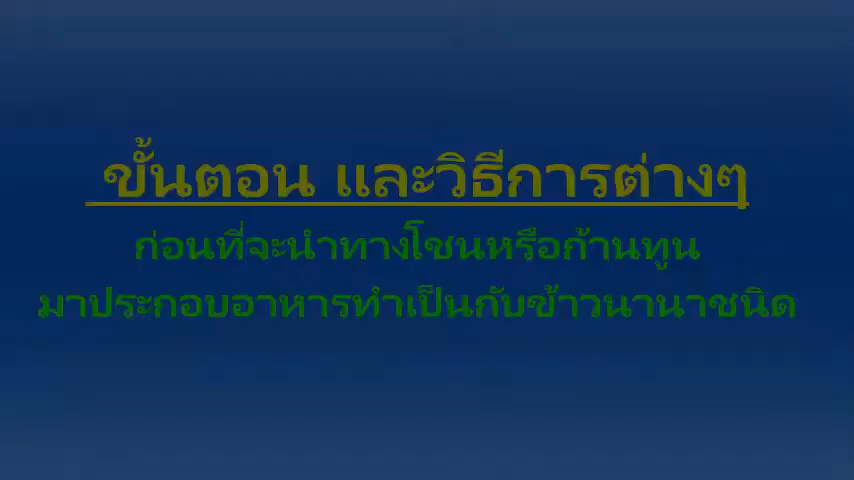 ขั้นตอน และวิธีการต่างๆ
ก่อนที่จะนำทางโชนหรือก้านทูน
มาประกอบอาหารทำเป็นกับข้าวนานาชนิด